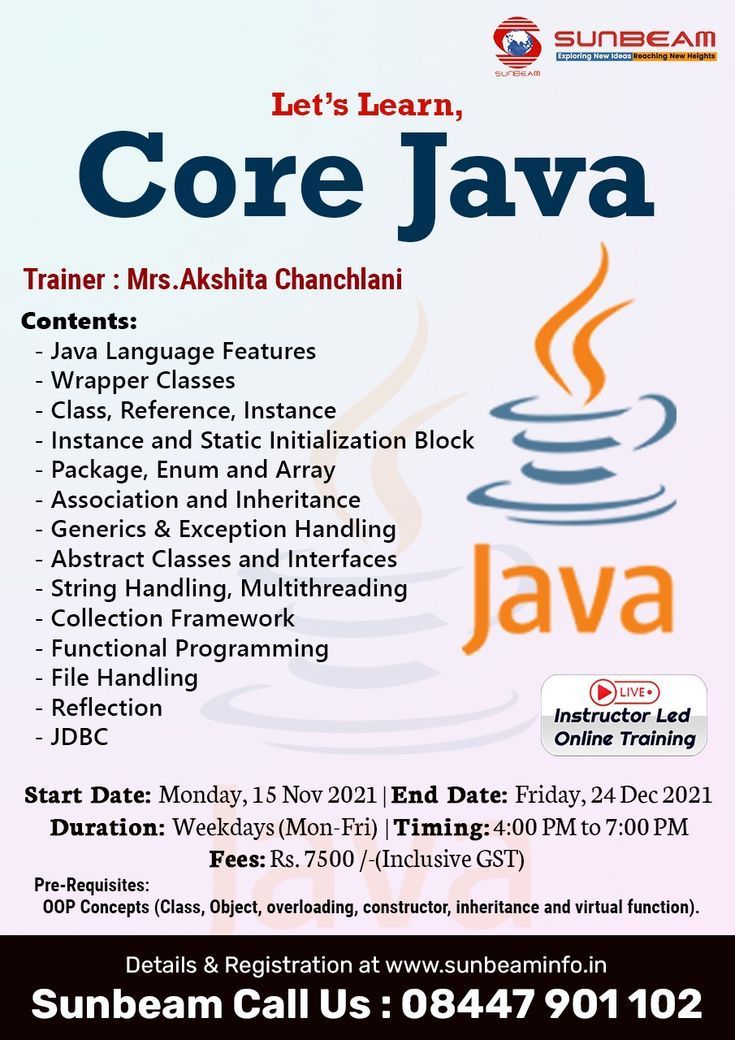 SUNBEAM
SUNBEAM
Exploring New Ideas Reaching New Heights
Let's Learn,
Core Java
Trainer : Mrs.Akshita Chanchlani
Contents:
- Java Language Features
- Wrapper Classes
- Class, Reference, Instance
- Instance and Static Initialization Block
- Package, Enum and Array
- Association and Inheritance
- Generics & Exception Handling
- Abstract Classes and Interfaces
- String Handling, Multithreading
- Collection Framework
- Functional Programming
- File Handling
- Reflection
- JDBC
Java
LIVE
Instructor Led
Online Training
Start Date: Monday, 15 Nov 2021 | End Date: Friday, 24 Dec 2021
Duration: Weekdays (Mon-Fri) | Timing: 4:00 PM to 7:00 PM
Fees: Rs. 7500 /-(Inclusive GST)
Java
Pre-Requisites:
OOP Concepts (Class, Object, overloading, constructor, inheritance and virtual function).
Details & Registration at www.sunbeaminfo.in
Sunbeam Call Us : 08447 901 102